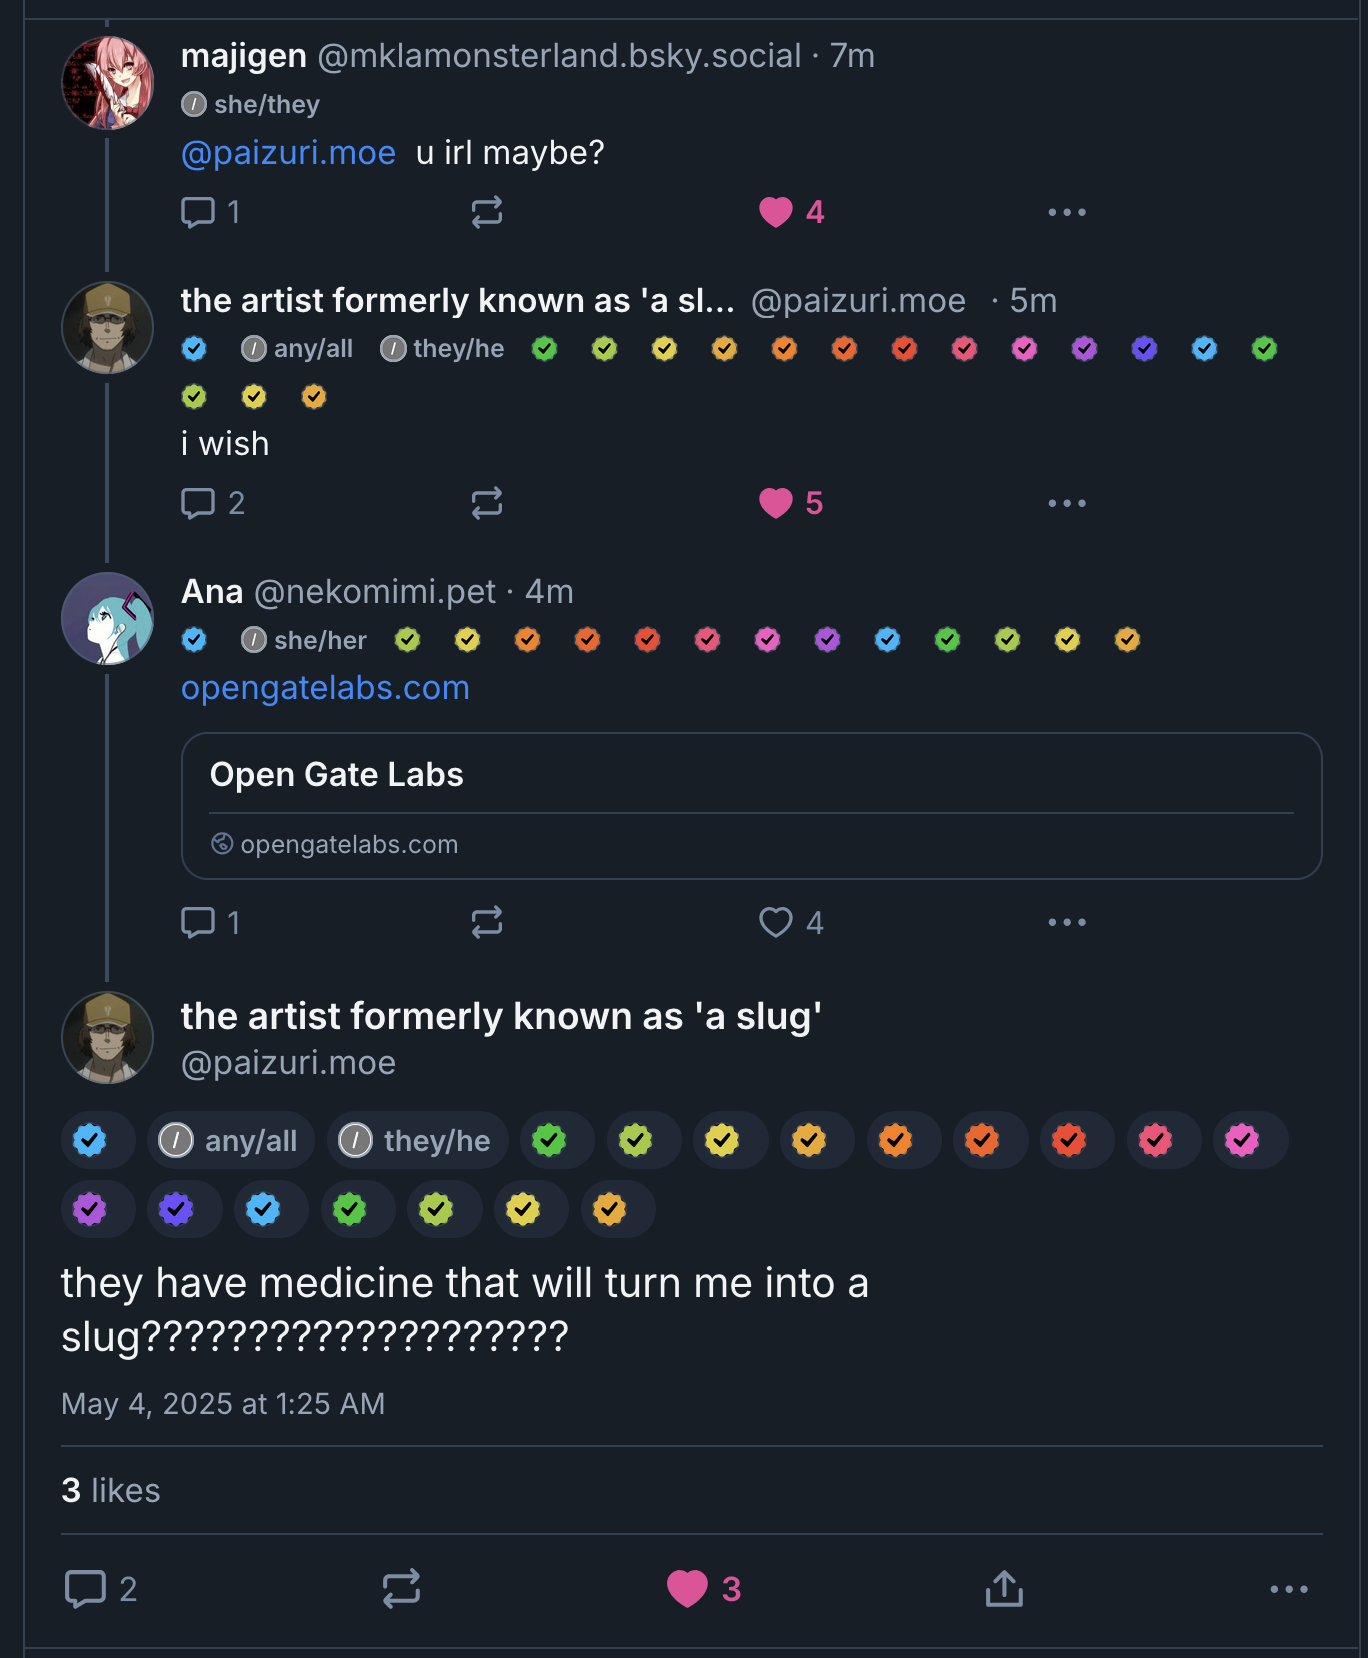 majigen @mklamonsterland.bsky.social · 7m
she/they
@paizuri.moe u irl maybe?
1 4
the artist formerly known as 'a sl... @paizuri.moe · 5m
any/all they/he
i wish
2 5
Ana @nekomimi.pet · 4m
she/her
opengatelabs.com
Open Gate Labs
opengatelabs.com
1 4
the artist formerly known as 'a slug'
@paizuri.moe
any/all they/he
they have medicine that will turn me into a
slug????????????????????
May 4, 2025 at 1:25 AM
3 likes
2 3